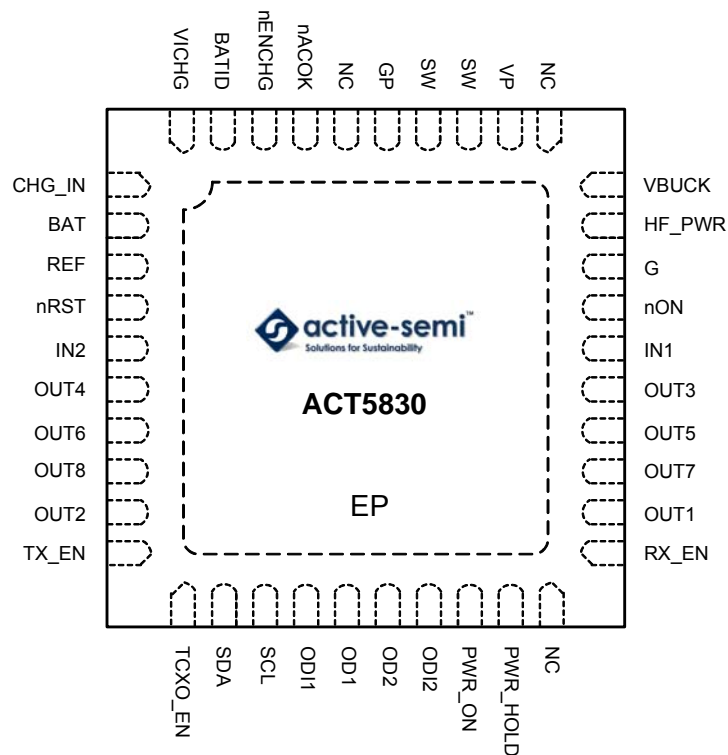 VICHG
BATID
nENCHG
nACOK
NC
GP
SW
SW
VP
NC
CHG_IN
BAT
REF
nRST
IN2
OUT4
OUT6
OUT8
OUT2
TX_EN
VBUCK
HF_PWR
G
nON
IN1
OUT3
OUT5
OUT7
OUT1
RX_EN
active-semi™
Solutions for Sustainability
ACT5830
EP
TCXO_EN
SDA
SCL
ODI1
OD1
OD2
ODI2
PWR_ON
PWR_HOLD
NC